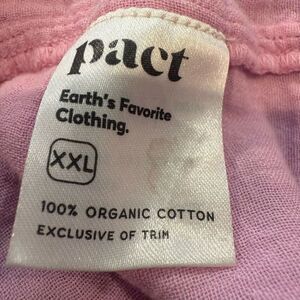 pact
Earth's Favorite
Clothing.
XXL
100% ORGANIC COTTON
EXCLUSIVE OF TRIM